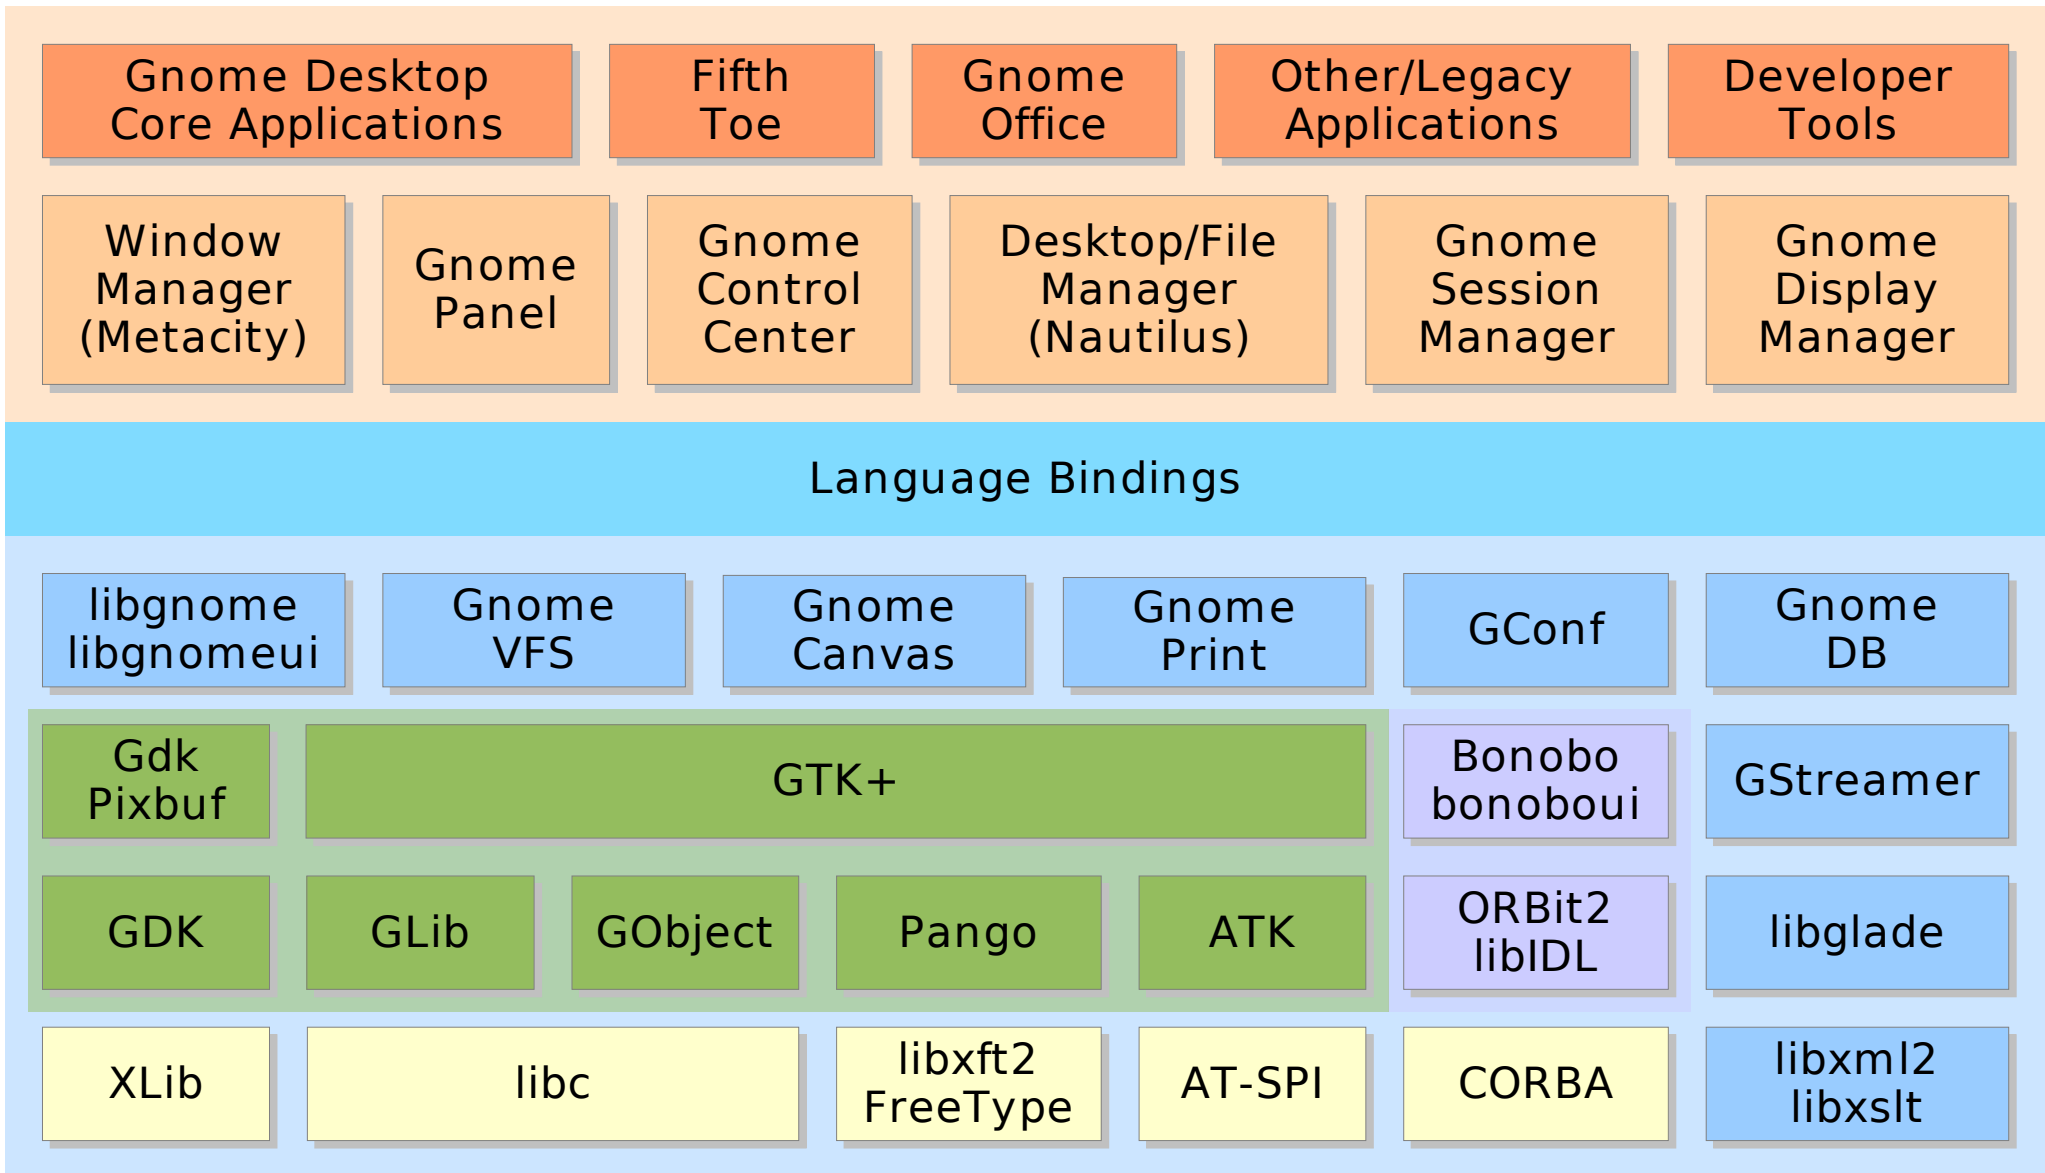 Gnome Desktop
Core Applications
Fifth
Toe
Gnome
Office
Other/Legacy
Applications
Developer
Tools
Window
Manager
(Metacity)
Gnome
Panel
Gnome
Control
Center
Desktop/File
Manager
(Nautilus)
Gnome
Session
Manager
Gnome
Display
Manager
Language Bindings
libgnome
libgnomeui
Gnome
VFS
Gnome
Canvas
Gnome
Print
GConf
Gnome
DB
Gdk
Pixbuf
GTK+
Bonobo
bonoboui
GStreamer
GDK
GLib
GObject
Pango
ATK
ORBit2
libIDL
libglade
XLib
libc
libxft2
FreeType
AT-SPI
CORBA
libxml2
libxslt